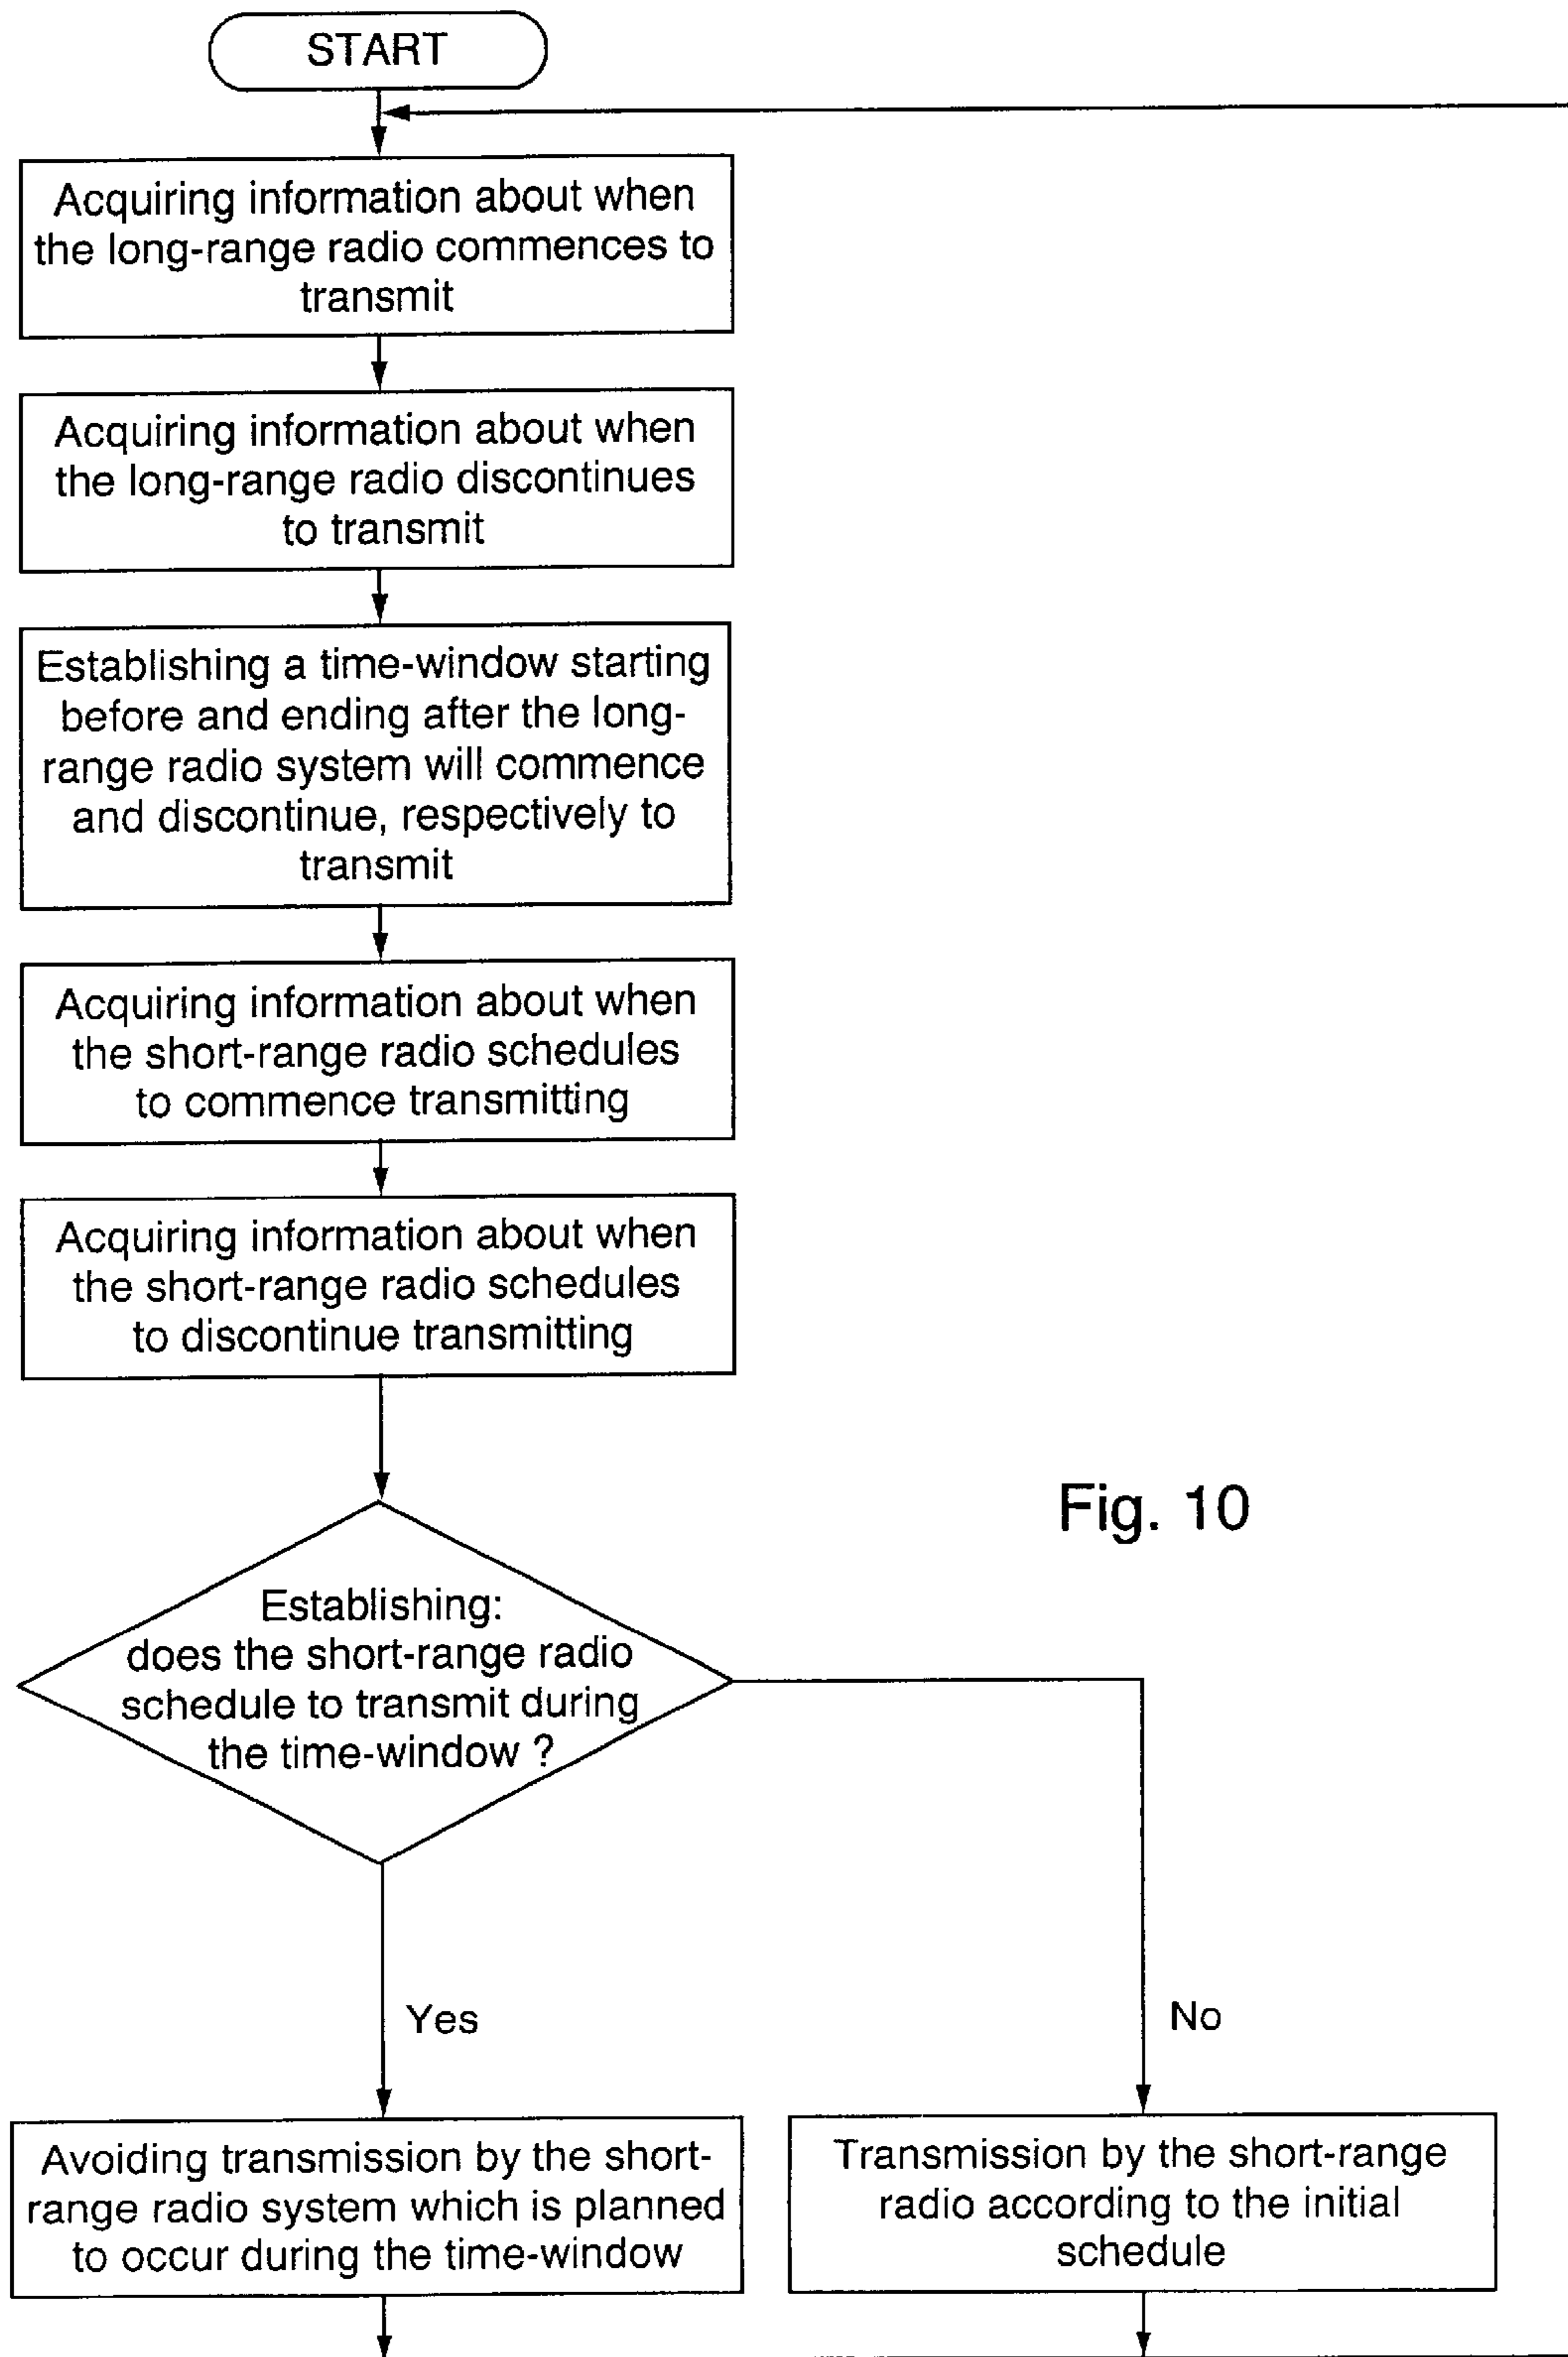 START
Acquiring information about when
the long-range radio commences to
transmit
Acquiring information about when
the long-range radio discontinues
to transmit
Establishing a time-window starting
before and ending after the long-
range radio system will commence
and discontinue, respectively to
transmit
Acquiring information about when
the short-range radio schedules
to commence transmitting
Acquiring information about when
the short-range radio schedules
to discontinue transmitting
Fig. 10
Establishing:
does the short-range radio
schedule to transmit during
the time-window ?
Yes
No
Avoiding transmission by the short-
range radio system which is planned
to occur during the time-window
Transmission by the short-range
radio according to the initial
schedule